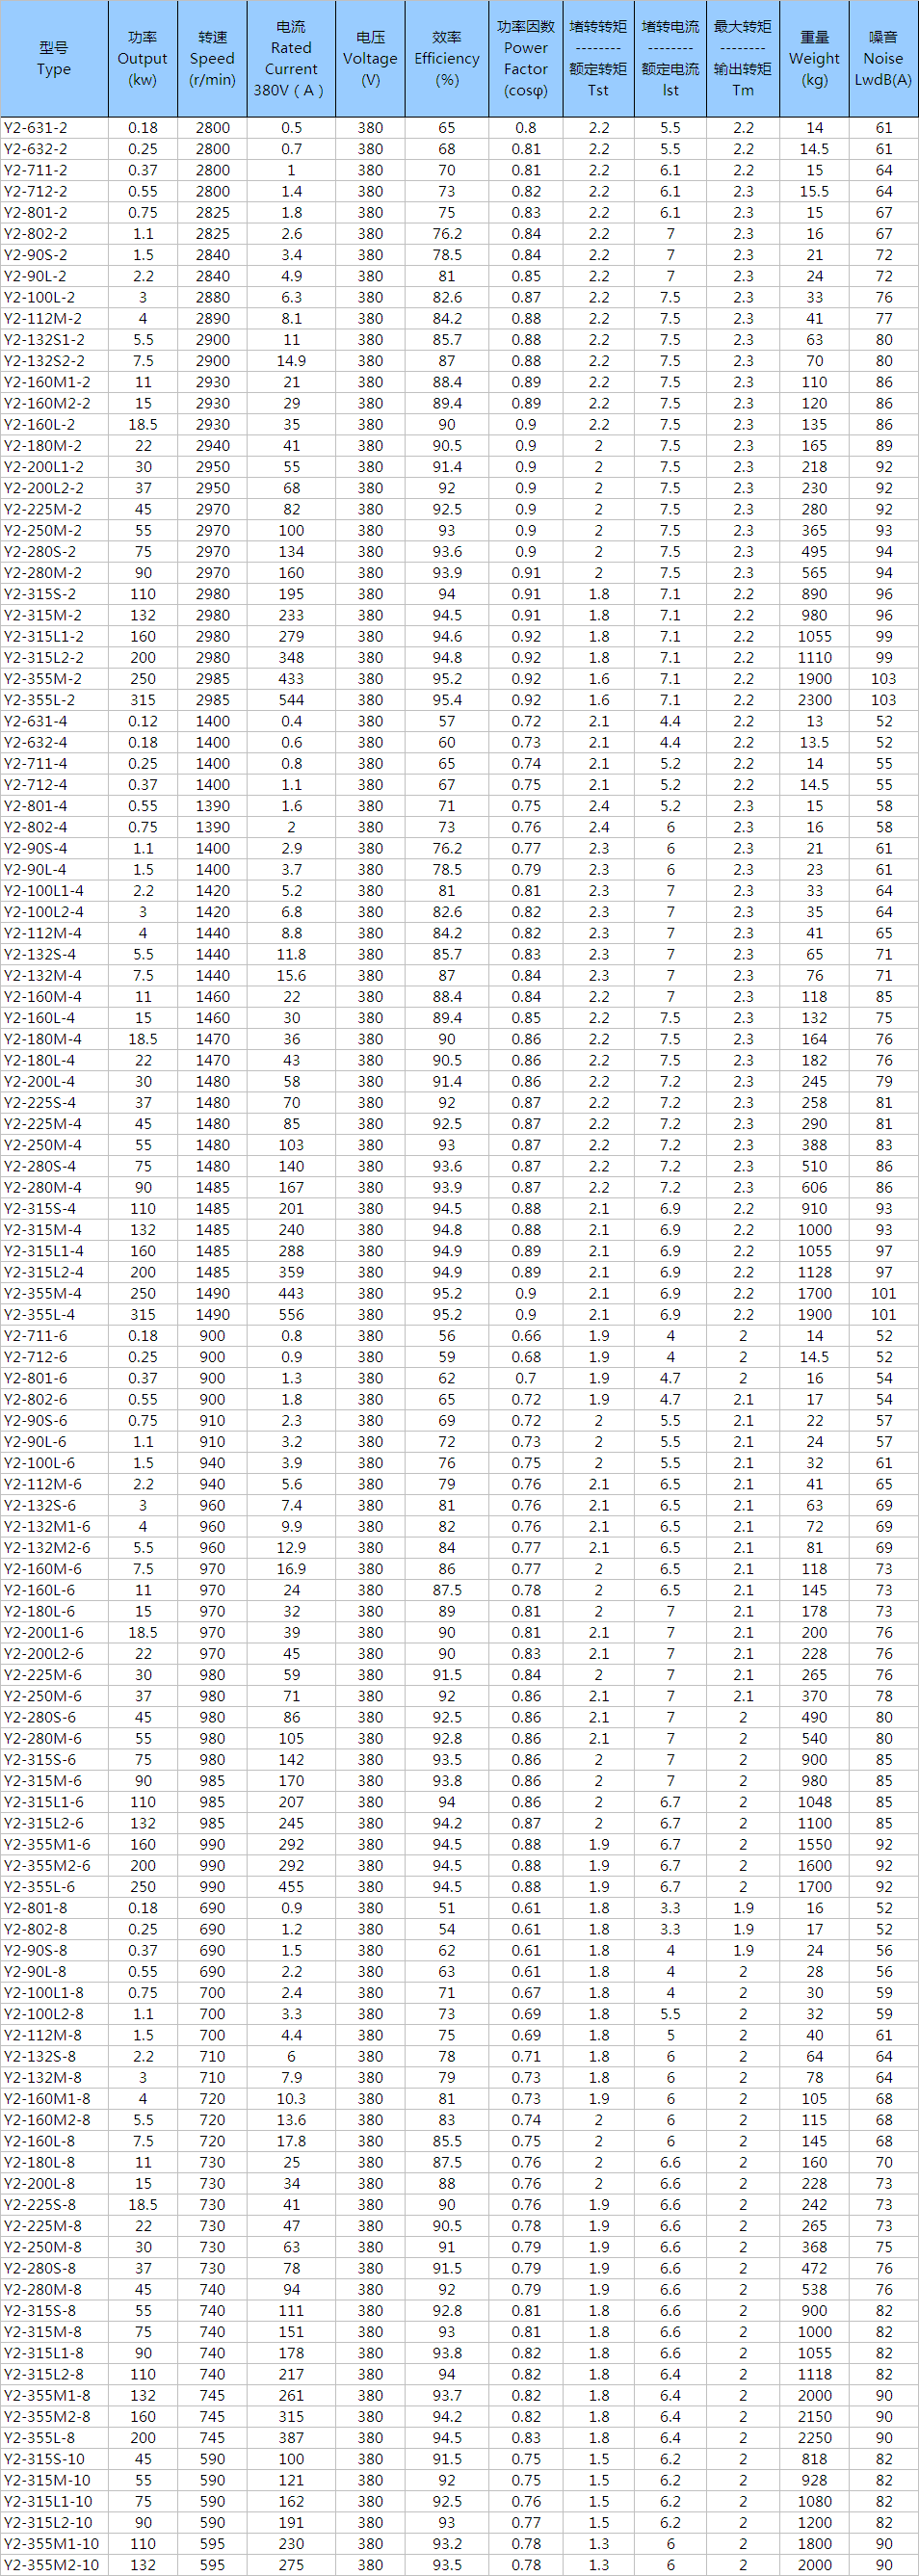 型号 Type 功率 Output (kw) 转速 Speed (r/min) 电流 Rated Current 380V（A） 电压 Voltage (V) 效率 Efficiency (%) 功率因数 Power Factor (cosφ) 堵转转矩 -------- 额定转矩 Tst 堵转电流 -------- 额定电流 Ist 最大转矩 -------- 输出转矩 Tm 重量 Weight (kg) 噪音 Noise LwdB(A)
Y2-631-2 0.18 2800 0.5 380 65 0.8 2.2 5.5 2.2 14 61
Y2-632-2 0.25 2800 0.7 380 68 0.81 2.2 5.5 2.2 14.5 61
Y2-711-2 0.37 2800 1 380 70 0.81 2.2 6.1 2.2 15 64
Y2-712-2 0.55 2800 1.4 380 73 0.82 2.2 6.1 2.3 15.5 64
Y2-801-2 0.75 2825 1.8 380 75 0.83 2.2 6.1 2.3 15 67
Y2-802-2 1.1 2825 2.6 380 76.2 0.84 2.2 7 2.3 16 67
Y2-90S-2 1.5 2840 3.4 380 78.5 0.84 2.2 7 2.3 21 72
Y2-90L-2 2.2 2840 4.9 380 81 0.85 2.2 7 2.3 24 72
Y2-100L-2 3 2880 6.3 380 82.6 0.87 2.2 7.5 2.3 33 76
Y2-112M-2 4 2890 8.1 380 84.2 0.88 2.2 7.5 2.3 41 77
Y2-132S1-2 5.5 2900 11 380 85.7 0.88 2.2 7.5 2.3 63 80
Y2-132S2-2 7.5 2900 14.9 380 87 0.88 2.2 7.5 2.3 70 80
Y2-160M1-2 11 2930 21 380 88.4 0.89 2.2 7.5 2.3 110 86
Y2-160M2-2 15 2930 29 380 89.4 0.89 2.2 7.5 2.3 120 86
Y2-160L-2 18.5 2930 35 380 90 0.9 2.2 7.5 2.3 135 86
Y2-180M-2 22 2940 41 380 90.5 0.9 2 7.5 2.3 165 89
Y2-200L1-2 30 2950 55 380 91.4 0.9 2 7.5 2.3 218 92
Y2-200L2-2 37 2950 68 380 92 0.9 2 7.5 2.3 230 92
Y2-225M-2 45 2970 82 380 92.5 0.9 2 7.5 2.3 280 92
Y2-250M-2 55 2970 100 380 93 0.9 2 7.5 2.3 365 93
Y2-280S-2 75 2970 134 380 93.6 0.9 2 7.5 2.3 495 94
Y2-280M-2 90 2970 160 380 93.9 0.91 2 7.5 2.3 565 94
Y2-315S-2 110 2980 195 380 94 0.91 1.8 7.1 2.2 890 96
Y2-315M-2 132 2980 233 380 94.5 0.91 1.8 7.1 2.2 980 96
Y2-315L1-2 160 2980 279 380 94.6 0.92 1.8 7.1 2.2 1055 99
Y2-315L2-2 200 2980 348 380 94.8 0.92 1.8 7.1 2.2 1110 99
Y2-355M-2 250 2985 433 380 95.2 0.92 1.6 7.1 2.2 1900 103
Y2-355L-2 315 2985 544 380 95.4 0.92 1.6 7.1 2.2 2300 103
Y2-631-4 0.12 1400 0.4 380 57 0.72 2.1 4.4 2.2 13 52
Y2-632-4 0.18 1400 0.6 380 60 0.73 2.1 4.4 2.2 13.5 52
Y2-711-4 0.25 1400 0.8 380 65 0.74 2.1 5.2 2.2 14 55
Y2-712-4 0.37 1400 1.1 380 67 0.75 2.1 5.2 2.2 14.5 55
Y2-801-4 0.55 1390 1.6 380 71 0.75 2.4 5.2 2.3 15 58
Y2-802-4 0.75 1390 2 380 73 0.76 2.4 6 2.3 16 58
Y2-90S-4 1.1 1400 2.9 380 76.2 0.77 2.3 6 2.3 21 61
Y2-90L-4 1.5 1400 3.7 380 78.5 0.79 2.3 6 2.3 23 61
Y2-100L1-4 2.2 1420 5.2 380 81 0.81 2.3 7 2.3 33 64
Y2-100L2-4 3 1420 6.8 380 82.6 0.82 2.3 7 2.3 35 64
Y2-112M-4 4 1440 8.8 380 84.2 0.82 2.3 7 2.3 41 65
Y2-132S-4 5.5 1440 11.8 380 85.7 0.83 2.3 7 2.3 65 71
Y2-132M-4 7.5 1440 15.6 380 87 0.84 2.3 7 2.3 76 71
Y2-160M-4 11 1460 22 380 88.4 0.84 2.2 7 2.3 118 85
Y2-160L-4 15 1460 30 380 89.4 0.85 2.2 7.5 2.3 132 75
Y2-180M-4 18.5 1470 36 380 90 0.86 2.2 7.5 2.3 164 76
Y2-180L-4 22 1470 43 380 90.5 0.86 2.2 7.5 2.3 182 76
Y2-200L-4 30 1480 58 380 91.4 0.86 2.2 7.2 2.3 245 79
Y2-225S-4 37 1480 70 380 92 0.87 2.2 7.2 2.3 258 81
Y2-225M-4 45 1480 85 380 92.5 0.87 2.2 7.2 2.3 290 81
Y2-250M-4 55 1480 103 380 93 0.87 2.2 7.2 2.3 388 83
Y2-280S-4 75 1480 140 380 93.6 0.87 2.2 7.2 2.3 510 86
Y2-280M-4 90 1485 167 380 93.9 0.87 2.2 7.2 2.3 606 86
Y2-315S-4 110 1485 201 380 94.5 0.88 2.1 6.9 2.2 910 93
Y2-315M-4 132 1485 240 380 94.8 0.88 2.1 6.9 2.2 1000 93
Y2-315L1-4 160 1485 288 380 94.9 0.89 2.1 6.9 2.2 1055 97
Y2-315L2-4 200 1485 359 380 94.9 0.89 2.1 6.9 2.2 1128 97
Y2-355M-4 250 1490 443 380 95.2 0.9 2.1 6.9 2.2 1700 101
Y2-355L-4 315 1490 556 380 95.2 0.9 2.1 6.9 2.2 1900 101
Y2-711-6 0.18 900 0.8 380 56 0.66 1.9 4 2 14 52
Y2-712-6 0.25 900 0.9 380 59 0.68 1.9 4 2 14.5 52
Y2-801-6 0.37 900 1.3 380 62 0.7 1.9 4.7 2 16 54
Y2-802-6 0.55 900 1.8 380 65 0.72 1.9 4.7 2.1 17 54
Y2-90S-6 0.75 910 2.3 380 69 0.72 2 5.5 2.1 22 57
Y2-90L-6 1.1 910 3.2 380 72 0.73 2 5.5 2.1 24 57
Y2-100L-6 1.5 940 3.9 380 76 0.75 2 5.5 2.1 32 61
Y2-112M-6 2.2 940 5.6 380 79 0.76 2.1 6.5 2.1 41 65
Y2-132S-6 3 960 7.4 380 81 0.76 2.1 6.5 2.1 63 69
Y2-132M1-6 4 960 9.9 380 82 0.76 2.1 6.5 2.1 72 69
Y2-132M2-6 5.5 960 12.9 380 84 0.77 2.1 6.5 2.1 81 69
Y2-160M-6 7.5 970 16.9 380 86 0.77 2 6.5 2.1 118 73
Y2-160L-6 11 970 24 380 87.5 0.78 2 6.5 2.1 145 73
Y2-180L-6 15 970 32 380 89 0.81 2 7 2.1 178 73
Y2-200L1-6 18.5 970 39 380 90 0.81 2.1 7 2.1 200 76
Y2-200L2-6 22 970 45 380 90 0.83 2.1 7 2.1 228 76
Y2-225M-6 30 980 59 380 91.5 0.84 2 7 2.1 265 76
Y2-250M-6 37 980 71 380 92 0.86 2.1 7 2.1 370 78
Y2-280S-6 45 980 86 380 92.5 0.86 2.1 7 2 490 80
Y2-280M-6 55 980 105 380 92.8 0.86 2.1 7 2 540 80
Y2-315S-6 75 980 142 380 93.5 0.86 2 7 2 900 85
Y2-315M-6 90 985 170 380 93.8 0.86 2 7 2 980 85
Y2-315L1-6 110 985 207 380 94 0.86 2 6.7 2 1048 85
Y2-315L2-6 132 985 245 380 94.2 0.87 2 6.7 2 1100 85
Y2-355M1-6 160 990 292 380 94.5 0.88 1.9 6.7 2 1550 92
Y2-355M2-6 200 990 292 380 94.5 0.88 1.9 6.7 2 1600 92
Y2-355L-6 250 990 455 380 94.5 0.88 1.9 6.7 2 1700 92
Y2-801-8 0.18 690 0.9 380 51 0.61 1.8 3.3 1.9 16 52
Y2-802-8 0.25 690 1.2 380 54 0.61 1.8 3.3 1.9 17 52
Y2-90S-8 0.37 690 1.5 380 62 0.61 1.8 4 1.9 24 56
Y2-90L-8 0.55 690 2.2 380 63 0.61 1.8 4 2 28 56
Y2-100L1-8 0.75 700 2.4 380 71 0.67 1.8 4 2 30 59
Y2-100L2-8 1.1 700 3.3 380 73 0.69 1.8 5.5 2 32 59
Y2-112M-8 1.5 700 4.4 380 75 0.69 1.8 5 2 40 61
Y2-132S-8 2.2 710 6 380 78 0.71 1.8 6 2 64 64
Y2-132M-8 3 710 7.9 380 79 0.73 1.8 6 2 78 64
Y2-160M1-8 4 720 10.3 380 81 0.73 1.9 6 2 105 68
Y2-160M2-8 5.5 720 13.6 380 83 0.74 2 6 2 115 68
Y2-160L-8 7.5 720 17.8 380 85.5 0.75 2 6 2 145 68
Y2-180L-8 11 730 25 380 87.5 0.76 2 6.6 2 160 70
Y2-200L-8 15 730 34 380 88 0.76 2 6.6 2 228 73
Y2-225S-8 18.5 730 41 380 90 0.76 1.9 6.6 2 242 73
Y2-225M-8 22 730 47 380 90.5 0.78 1.9 6.6 2 265 73
Y2-250M-8 30 730 63 380 91 0.79 1.9 6.6 2 368 75
Y2-280S-8 37 730 78 380 91.5 0.79 1.9 6.6 2 472 76
Y2-280M-8 45 740 94 380 92 0.79 1.9 6.6 2 538 76
Y2-315S-8 55 740 111 380 92.8 0.81 1.8 6.6 2 900 82
Y2-315M-8 75 740 151 380 93 0.81 1.8 6.6 2 1000 82
Y2-315L1-8 90 740 178 380 93.8 0.82 1.8 6.6 2 1055 82
Y2-315L2-8 110 740 217 380 94 0.82 1.8 6.4 2 1118 82
Y2-355M1-8 132 745 261 380 93.7 0.82 1.8 6.4 2 2000 90
Y2-355M2-8 160 745 315 380 94.2 0.82 1.8 6.4 2 2150 90
Y2-355L-8 200 745 387 380 94.5 0.83 1.8 6.4 2 2250 90
Y2-315S-10 45 590 100 380 91.5 0.75 1.5 6.2 2 818 82
Y2-315M-10 55 590 121 380 92 0.75 1.5 6.2 2 928 82
Y2-315L1-10 75 590 162 380 92.5 0.76 1.5 6.2 2 1080 82
Y2-315L2-10 90 590 191 380 93 0.77 1.5 6.2 2 1200 82
Y2-355M1-10 110 595 230 380 93.2 0.78 1.3 6 2 1800 90
Y2-355M2-10 132 595 275 380 93.5 0.78 1.3 6 2 2000 90